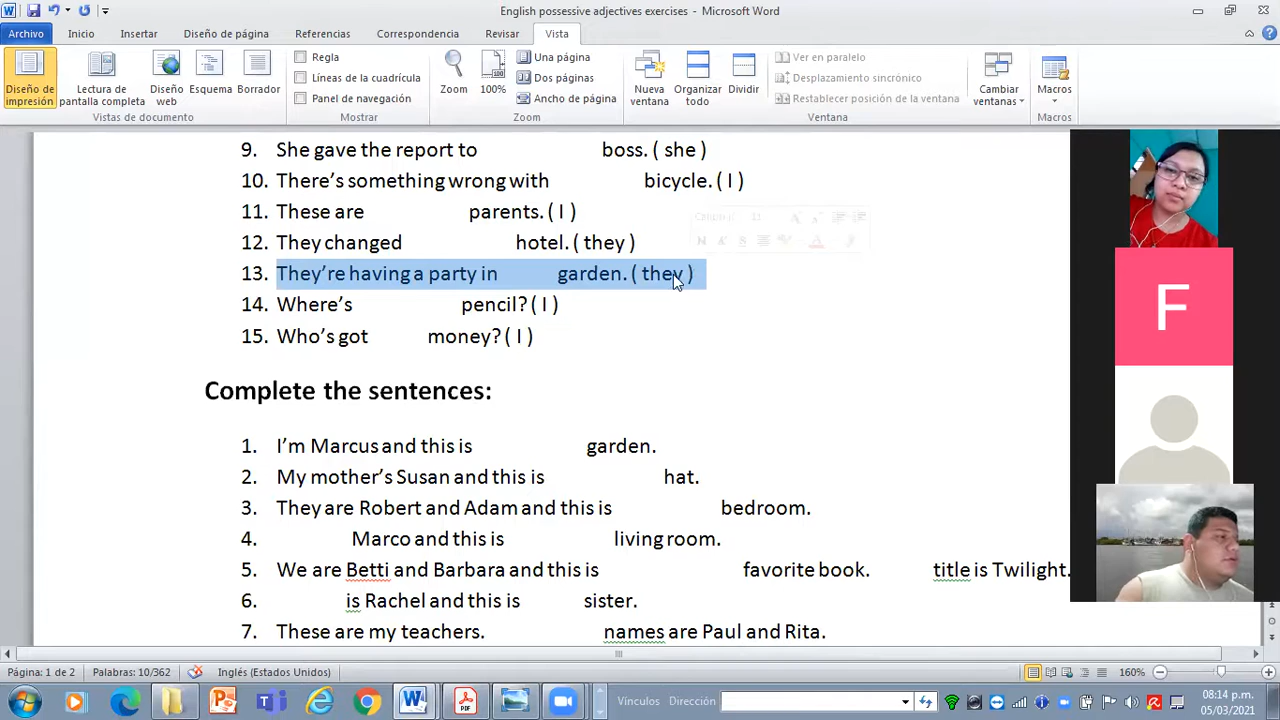 English possessive adjectives exercises - Microsoft Word
Archivo Inicio Insertar Diseño de página Referencias Correspondencia Revisar Vista
Diseño de impresión
Lectura de pantalla completa
Diseño web
Esquema
Borrador
Vistas de documento
Regla
Líneas de la cuadrícula
Panel de navegación
Mostrar
Zoom
100%
Una página
Dos páginas
Ancho de página
Zoom
Nueva ventana
Organizar todo
Dividir
Ver en paralelo
Desplazamiento sincrónico
Restablecer posición de la ventana
Ventana
Cambiar ventanas
Macros
Macros
9. She gave the report to boss. ( she )
10. There's something wrong with bicycle. ( I )
11. These are parents. ( I )
12. They changed hotel. ( they )
13. They're having a party in garden. ( they )
14. Where's pencil? ( I )
15. Who's got money? ( I )
Complete the sentences:
1. I'm Marcus and this is garden.
2. My mother's Susan and this is hat.
3. They are Robert and Adam and this is bedroom.
4. Marco and this is living room.
5. We are Betti and Barbara and this is favorite book. title is Twilight.
6. is Rachel and this is sister.
7. These are my teachers. names are Paul and Rita.
F
Página: 1 de 2 Palabras: 10/362 Inglés (Estados Unidos) 160%
Vínculos Dirección
08:14 p.m.
05/03/2021